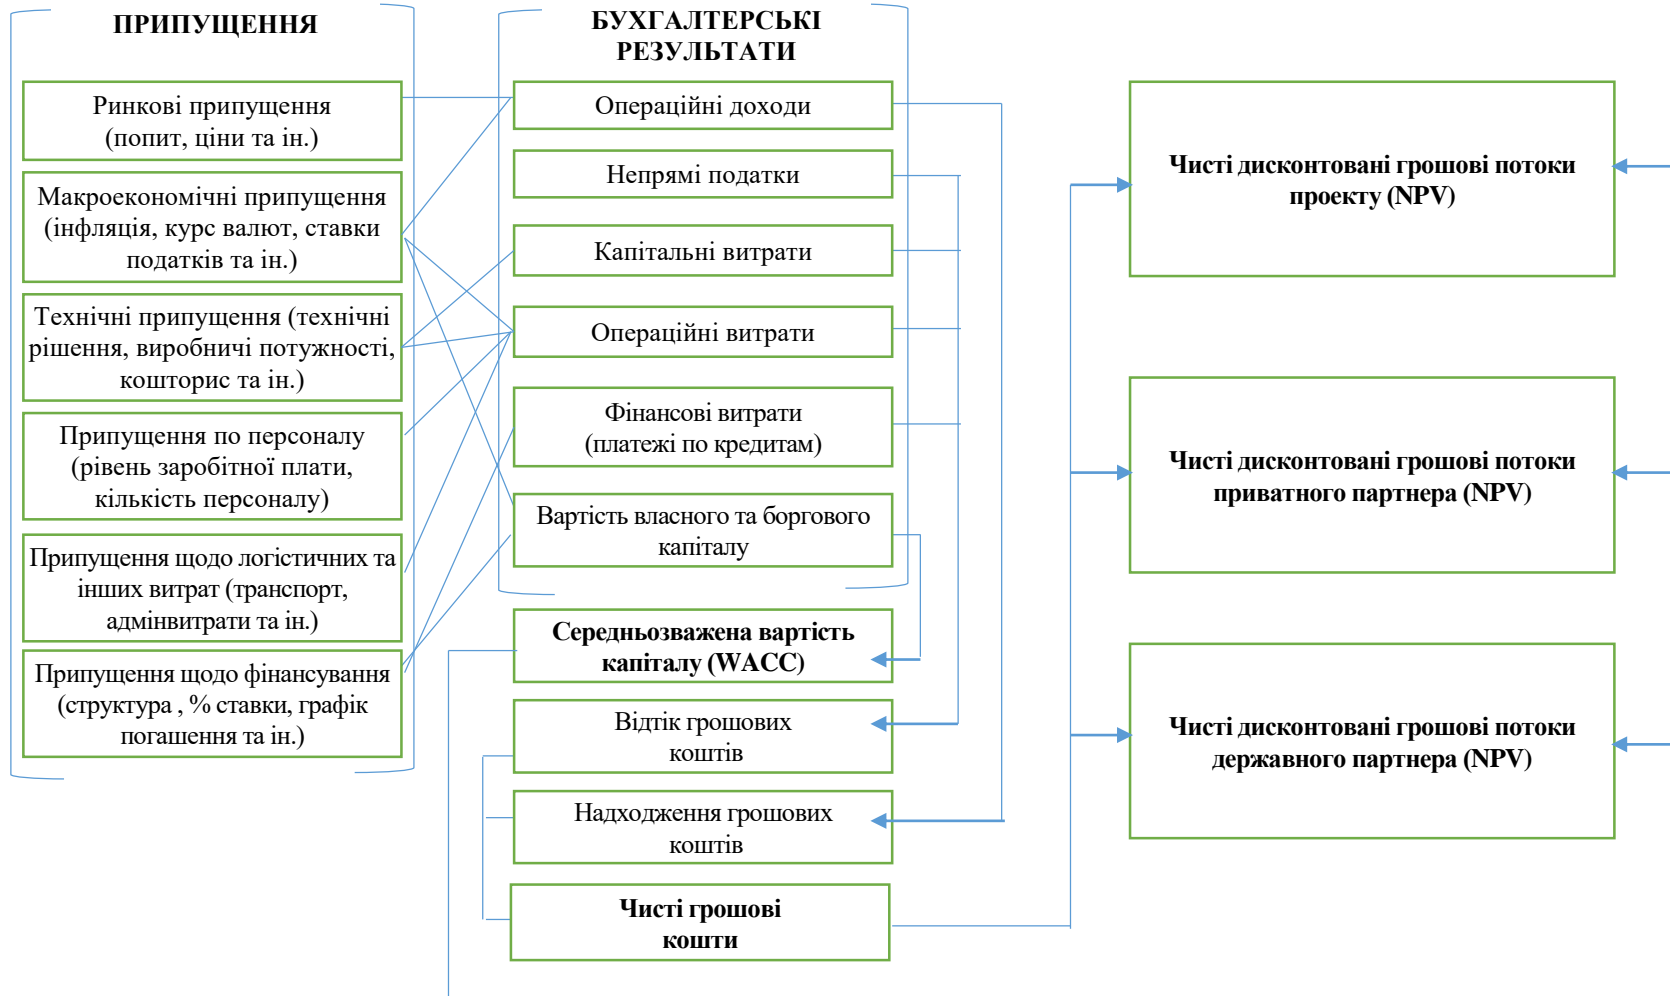 ПРИПУЩЕННЯ
Ринкові припущення
(попит, ціни та ін.)
Макроекономічні припущення
(інфляція, курс валют, ставки
податків та ін.)
Технічні припущення (технічні
рішення, виробничі потужності,
кошторис та ін.)
Припущення по персоналу
(рівень заробітної плати,
кількість персоналу)
Припущення щодо логістичних та
інших витрат (транспорт,
адмінвитрати та ін.)
Припущення щодо фінансування
(структура , % ставки, графік
погашення та ін.)
БУХГАЛТЕРСЬКІ
РЕЗУЛЬТАТИ
Операційні доходи
Непрямі податки
Капітальні витрати
Операційні витрати
Фінансові витрати
(платежі по кредитам)
Вартість власного та боргового
капіталу
Середньозважена вартість
капіталу (WACC)
Відтік грошових
коштів
Надходження грошових
коштів
Чисті грошові
кошти
Чисті дисконтовані грошові потоки
проекту (NPV)
Чисті дисконтовані грошові потоки
приватного партнера (NPV)
Чисті дисконтовані грошові потоки
державного партнера (NPV)